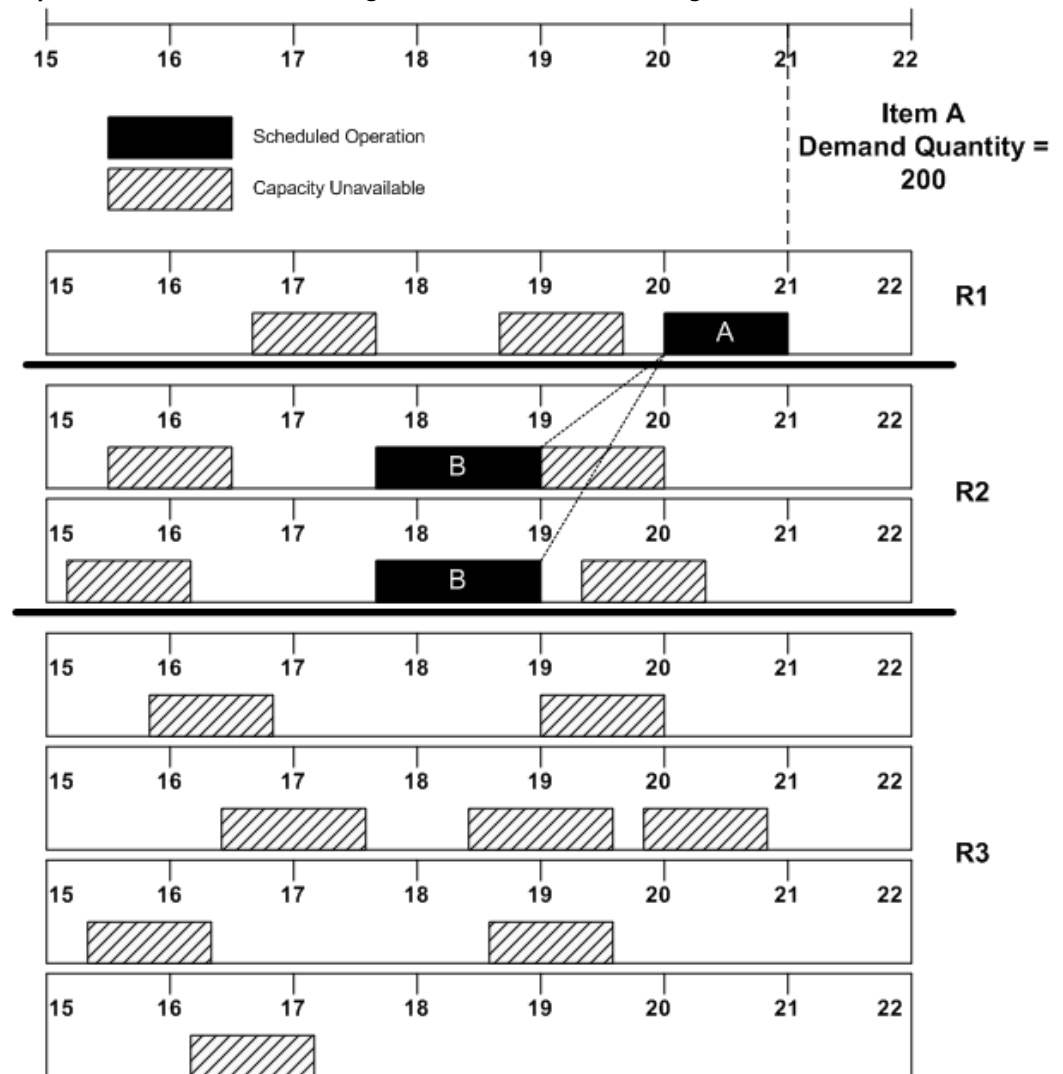 15 16 17 18 19 20 21 22
Item A
Demand Quantity =
200
Scheduled Operation
Capacity Unavailable
15 16 17 18 19 20 21 22
R1
A
15 16 17 18 19 20 21 22
B
R2
15 16 17 18 19 20 21 22
B
15 16 17 18 19 20 21 22
15 16 17 18 19 20 21 22
R3
15 16 17 18 19 20 21 22
15 16 17 18 19 20 21 22